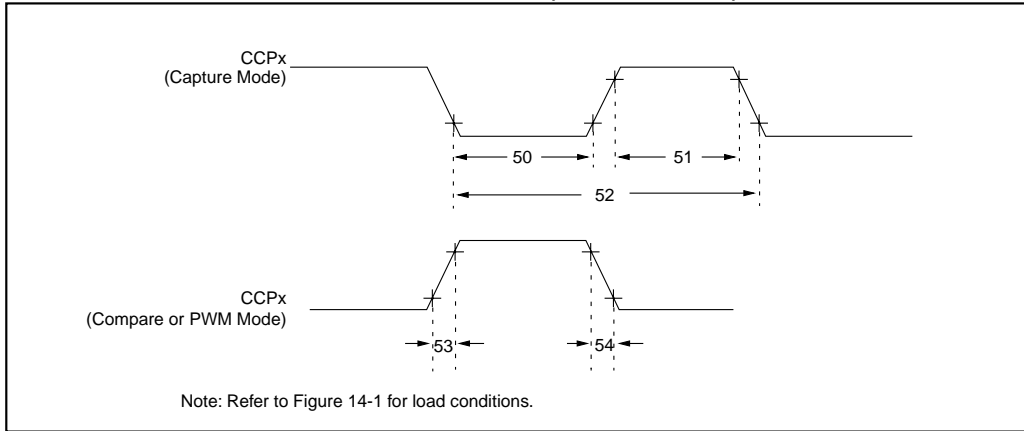 CCPx
(Capture Mode)
50
51
52
CCPx
(Compare or PWM Mode)
53
54
Note: Refer to Figure 14-1 for load conditions.